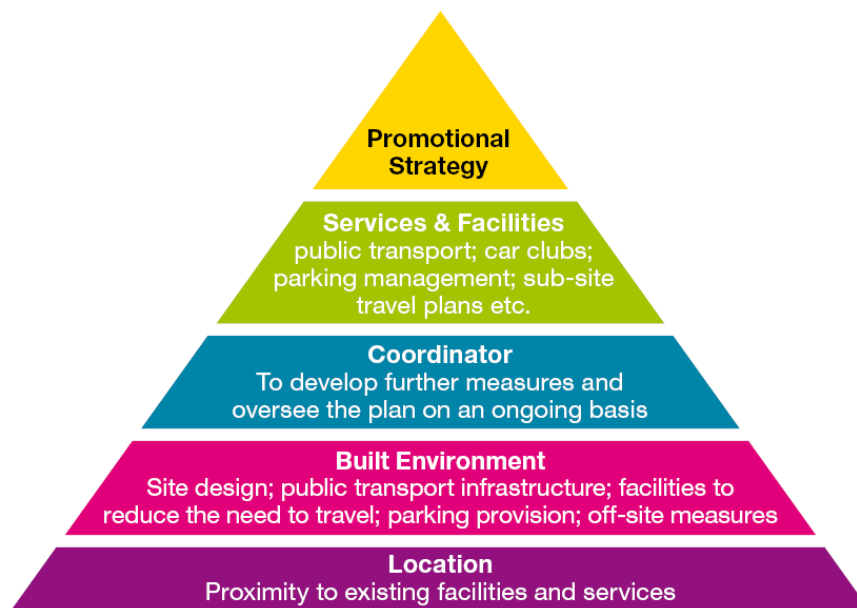 Promotional
Strategy
Services & Facilities
public transport; car clubs;
parking management; sub-site
travel plans etc.
Coordinator
To develop further measures and
oversee the plan on an ongoing basis
Built Environment
Site design; public transport infrastructure; facilities to
reduce the need to travel; parking provision; off-site measures
Location
Proximity to existing facilities and services